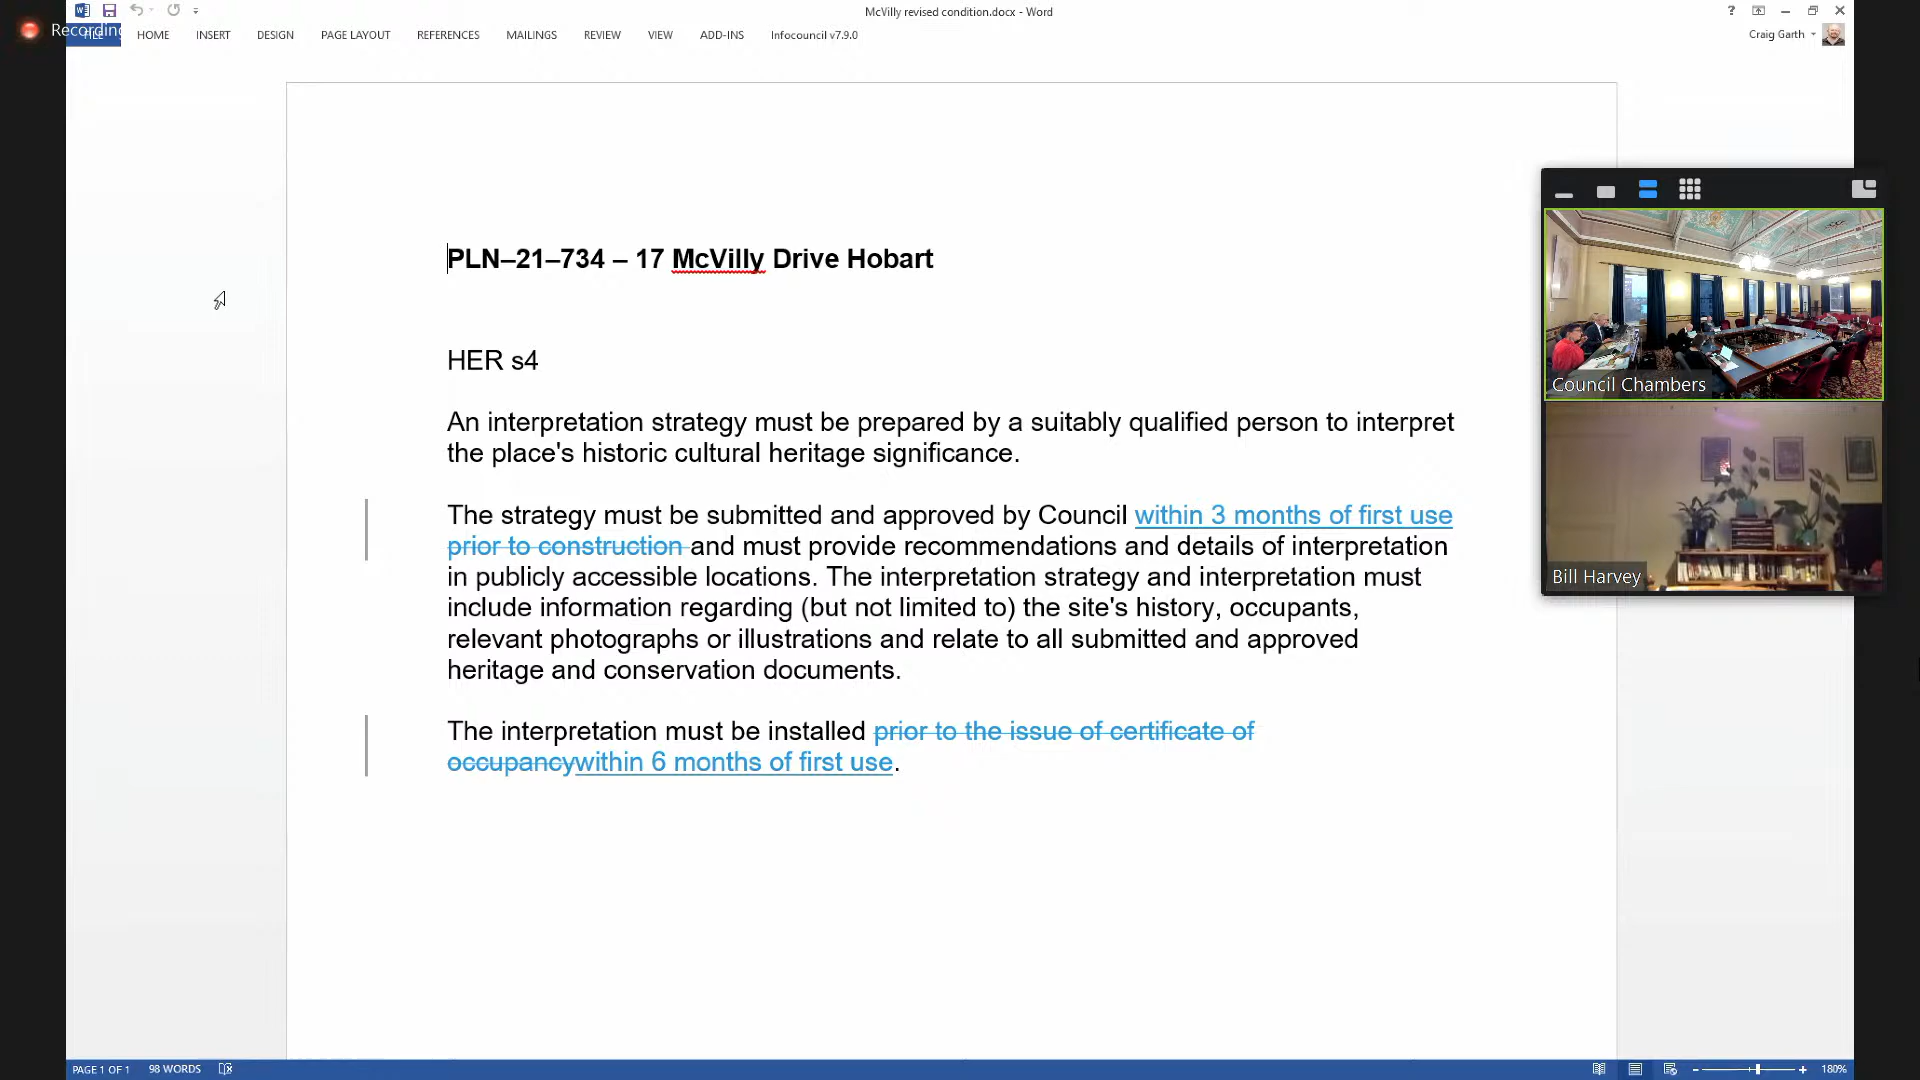 McVilly revised condition.docx - Word
Recording
HOME INSERT DESIGN PAGE LAYOUT REFERENCES MAILINGS REVIEW VIEW ADD-INS Infocouncil v7.9.0
Craig Garth
PLN–21–734 – 17 McVilly Drive Hobart
HER s4
An interpretation strategy must be prepared by a suitably qualified person to interpret
the place's historic cultural heritage significance.
The strategy must be submitted and approved by Council within 3 months of first use
prior to construction and must provide recommendations and details of interpretation
in publicly accessible locations. The interpretation strategy and interpretation must
include information regarding (but not limited to) the site's history, occupants,
relevant photographs or illustrations and relate to all submitted and approved
heritage and conservation documents.
The interpretation must be installed prior to the issue of certificate of
occupancywithin 6 months of first use.
Council Chambers
Bill Harvey
PAGE 1 OF 1 98 WORDS
180%